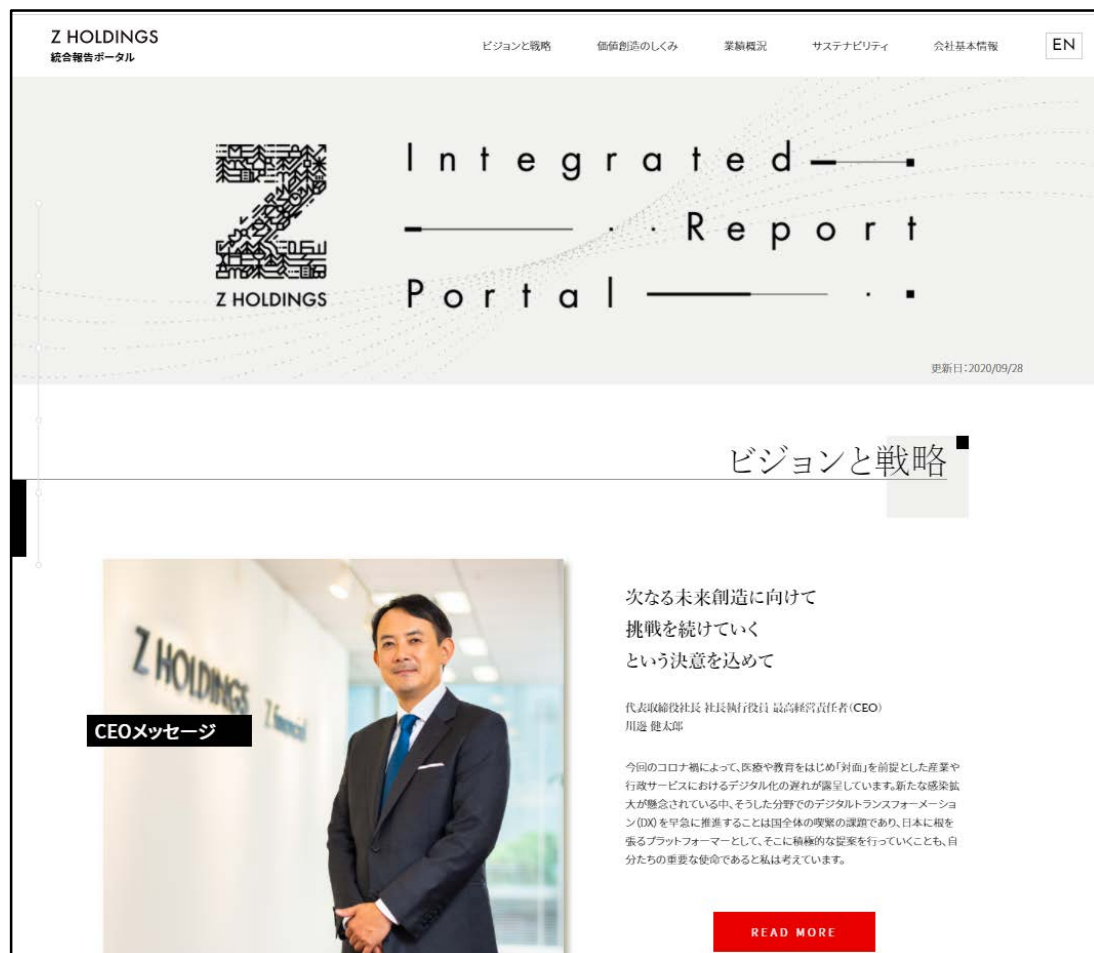 Z HOLDINGS
統合報告ポータル
ビジョンと戦略 価値創造のしくみ 業績概況 サステナビリティ 会社基本情報 EN
Integrated
Report
Portal
Z HOLDINGS
更新日：2020/09/28
ビジョンと戦略
Z HOLDINGS
Z financial
CEOメッセージ
次なる未来創造に向けて
挑戦を続けていく
という決意を込めて
代表取締役社長 社長執行役員 最高経営責任者(CEO)
川邊 健太郎
今回のコロナ禍によって、医療や教育をはじめ「対面」を前提とした産業や
行政サービスにおけるデジタル化の遅れが露呈しています。新たな感染拡
大が懸念されている中、そうした分野でのデジタルトランスフォーメーショ
ン(DX)を早急に推進することは国全体の喫緊の課題であり、日本に根を
張るプラットフォーマーとして、そこに積極的な提案を行っていくことも、自
分たちの重要な使命であると私は考えています。
READ MORE